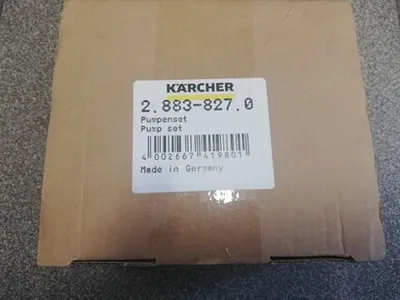 KÄRCHER
2.883-827.0
Pumpenset
Pump set
4 002667 419801
Made in Germany